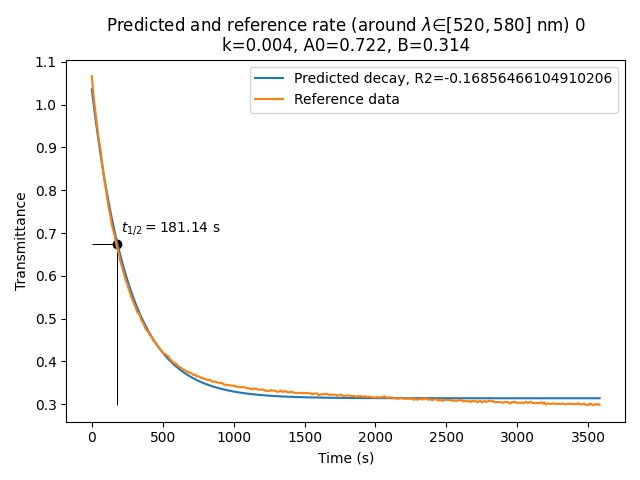 Predicted and reference rate (around λ∈[520, 580] nm) 0
k=0.004, A0=0.722, B=0.314
Predicted decay, R2=-0.16856466104910206
Reference data
t1/2 = 181.14 s
Transmittance
1.1
1.0
0.9
0.8
0.7
0.6
0.5
0.4
0.3
0
500
1000
1500
2000
2500
3000
3500
Time (s)